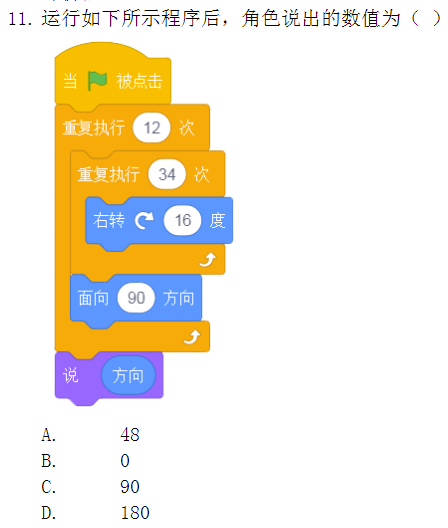 11. 运行如下所示程序后，角色说出的数值为（ ）
当 被点击
重复执行 12 次
重复执行 34 次
右转 16 度
面向 90 方向
说 方向
A. 48
B. 0
C. 90
D. 180